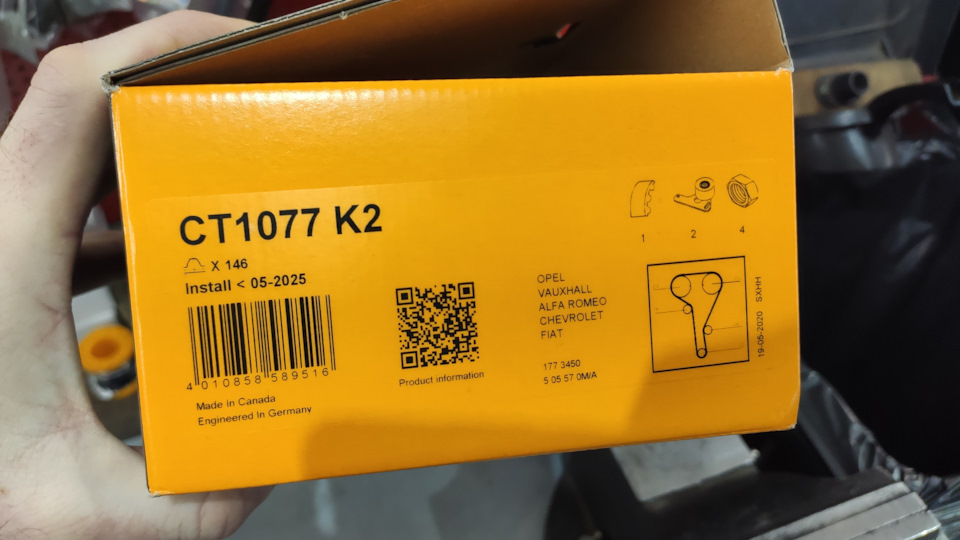 CT1077 K2
X 146
Install < 05-2025
4 010858 589516
Made in Canada
Engineered In Germany
Product information
OPEL
VAUXHALL
ALFA ROMEO
CHEVROLET
FIAT
177 3450
5 05 57 0M/A
1 2 4
19-05-2020 SXHH